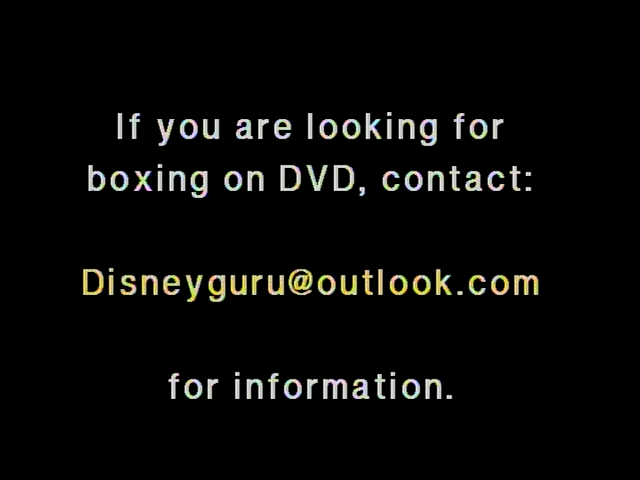 If you are looking for
boxing on DVD, contact:
Disneyguru@outlook.com
for information.